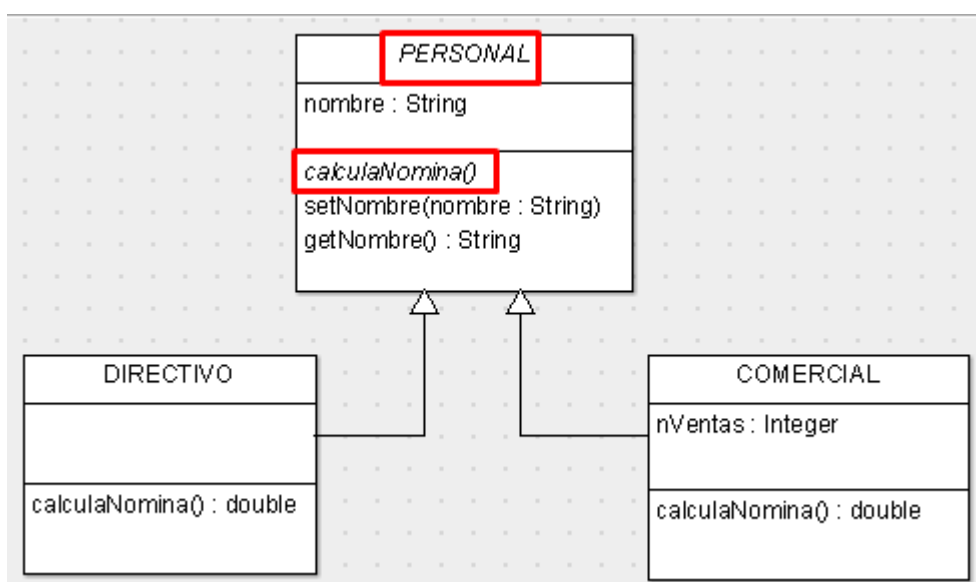 PERSONAL
nombre : String
calculaNomina()
setNombre(nombre : String)
getNombre() : String
DIRECTIVO
calculaNomina() : double
COMERCIAL
nVentas : Integer
calculaNomina() : double